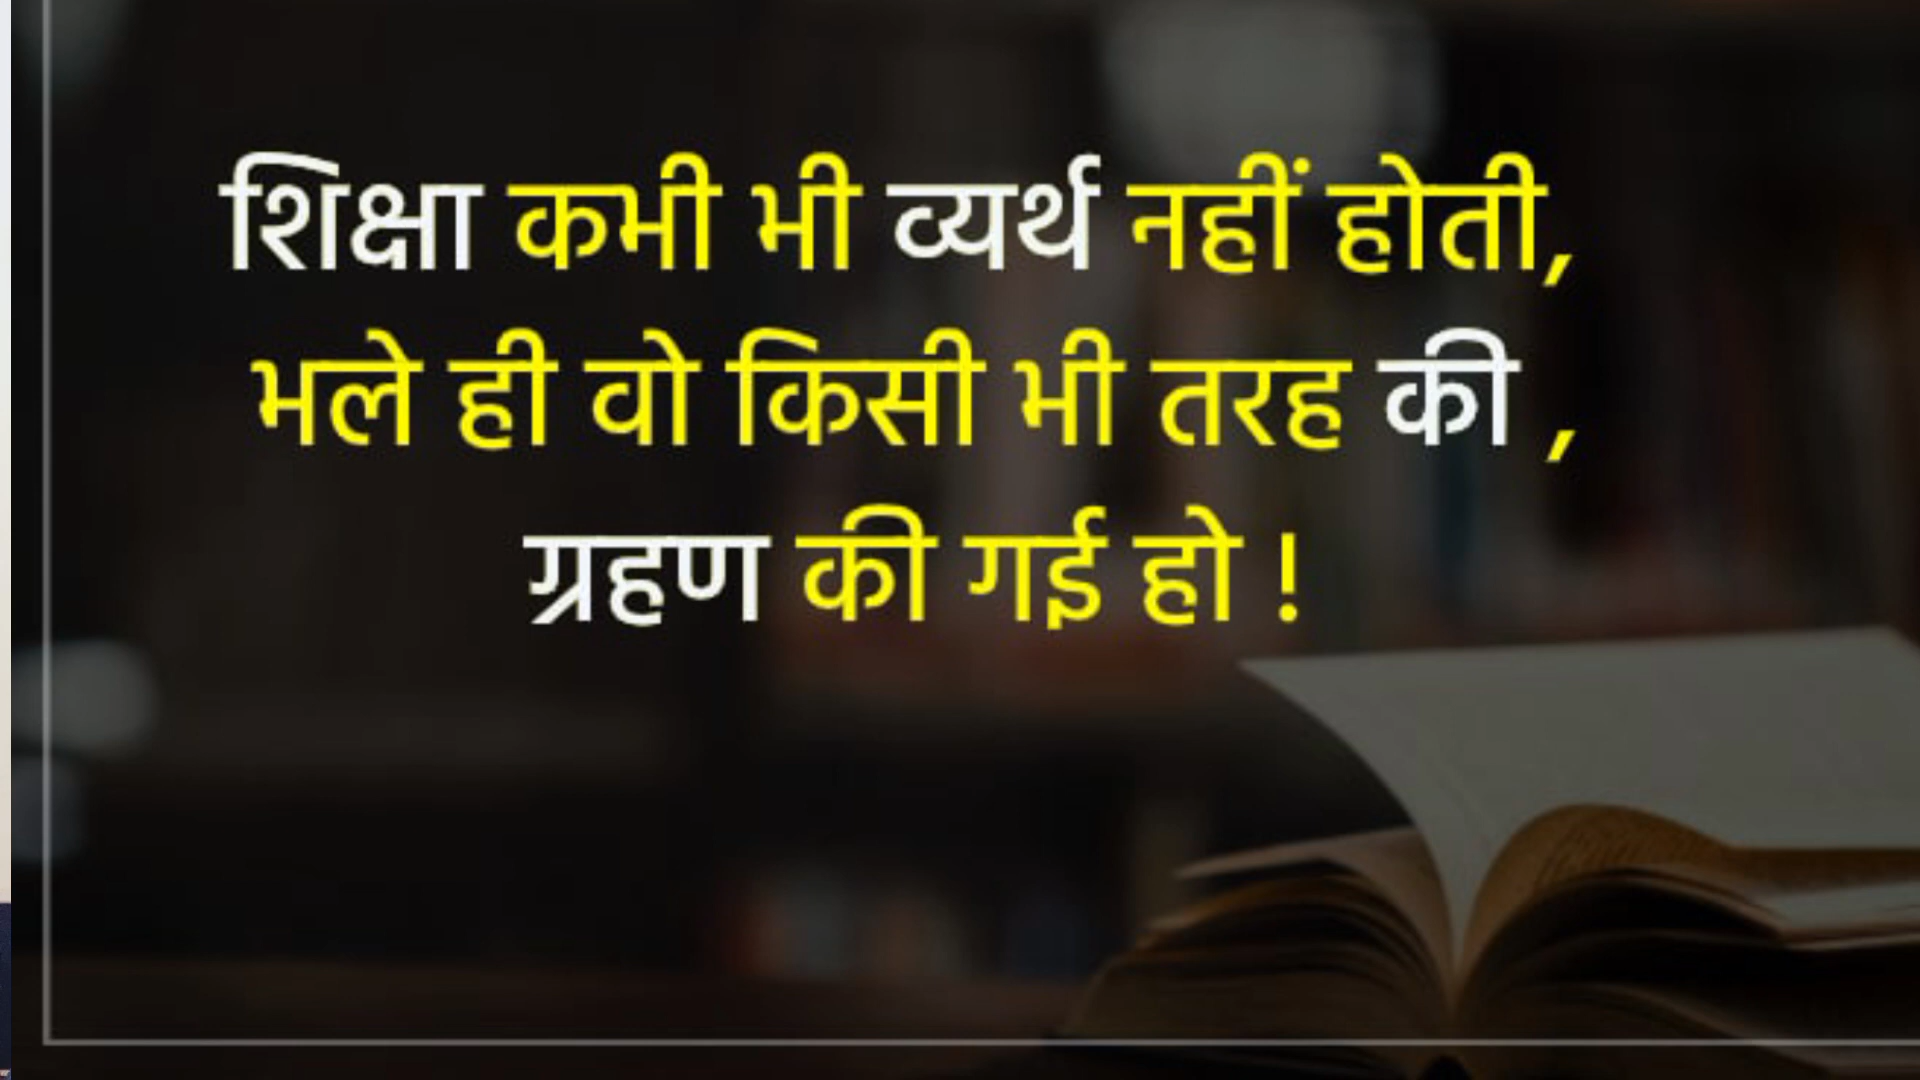 शिक्षा कभी भी व्यर्थ नहीं होती,
भले ही वो किसी भी तरह की ,
ग्रहण की गई हो !